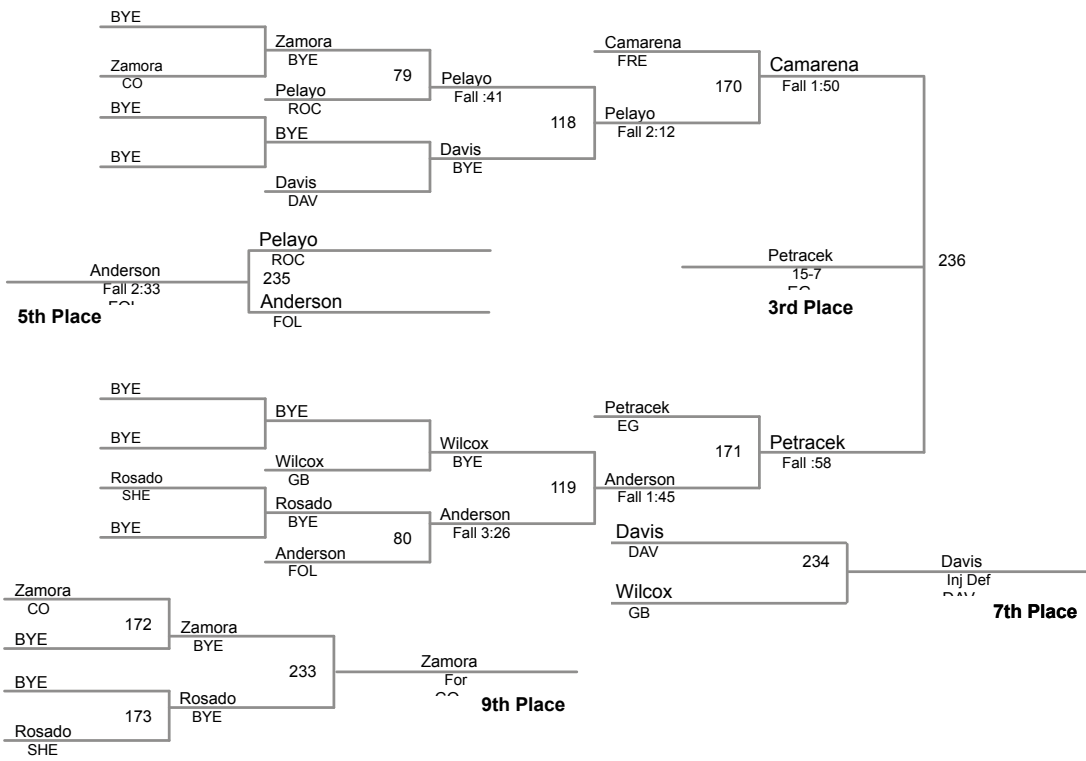 BYE
Zamora
CO
BYE
BYE
Zamora
BYE
79
Pelayo
ROC
BYE
Davis
DAV
Pelayo
Fall :41
118
Davis
BYE
Camarena
FRE
170
Pelayo
Fall 2:12
Camarena
Fall 1:50
Pelayo
ROC
235
Anderson
FOL
Anderson
Fall 2:33
5th Place
Petracek
15-7
3rd Place
236
BYE
BYE
Rosado
SHE
BYE
BYE
Wilcox
GB
Rosado
BYE
80
Anderson
FOL
Wilcox
BYE
119
Anderson
Fall 3:26
Petracek
EG
171
Anderson
Fall 1:45
Petracek
Fall :58
Davis
DAV
234
Wilcox
GB
Davis
Inj Def
7th Place
Zamora
CO
172
BYE
BYE
173
Rosado
SHE
Zamora
BYE
233
Rosado
BYE
Zamora
For
9th Place